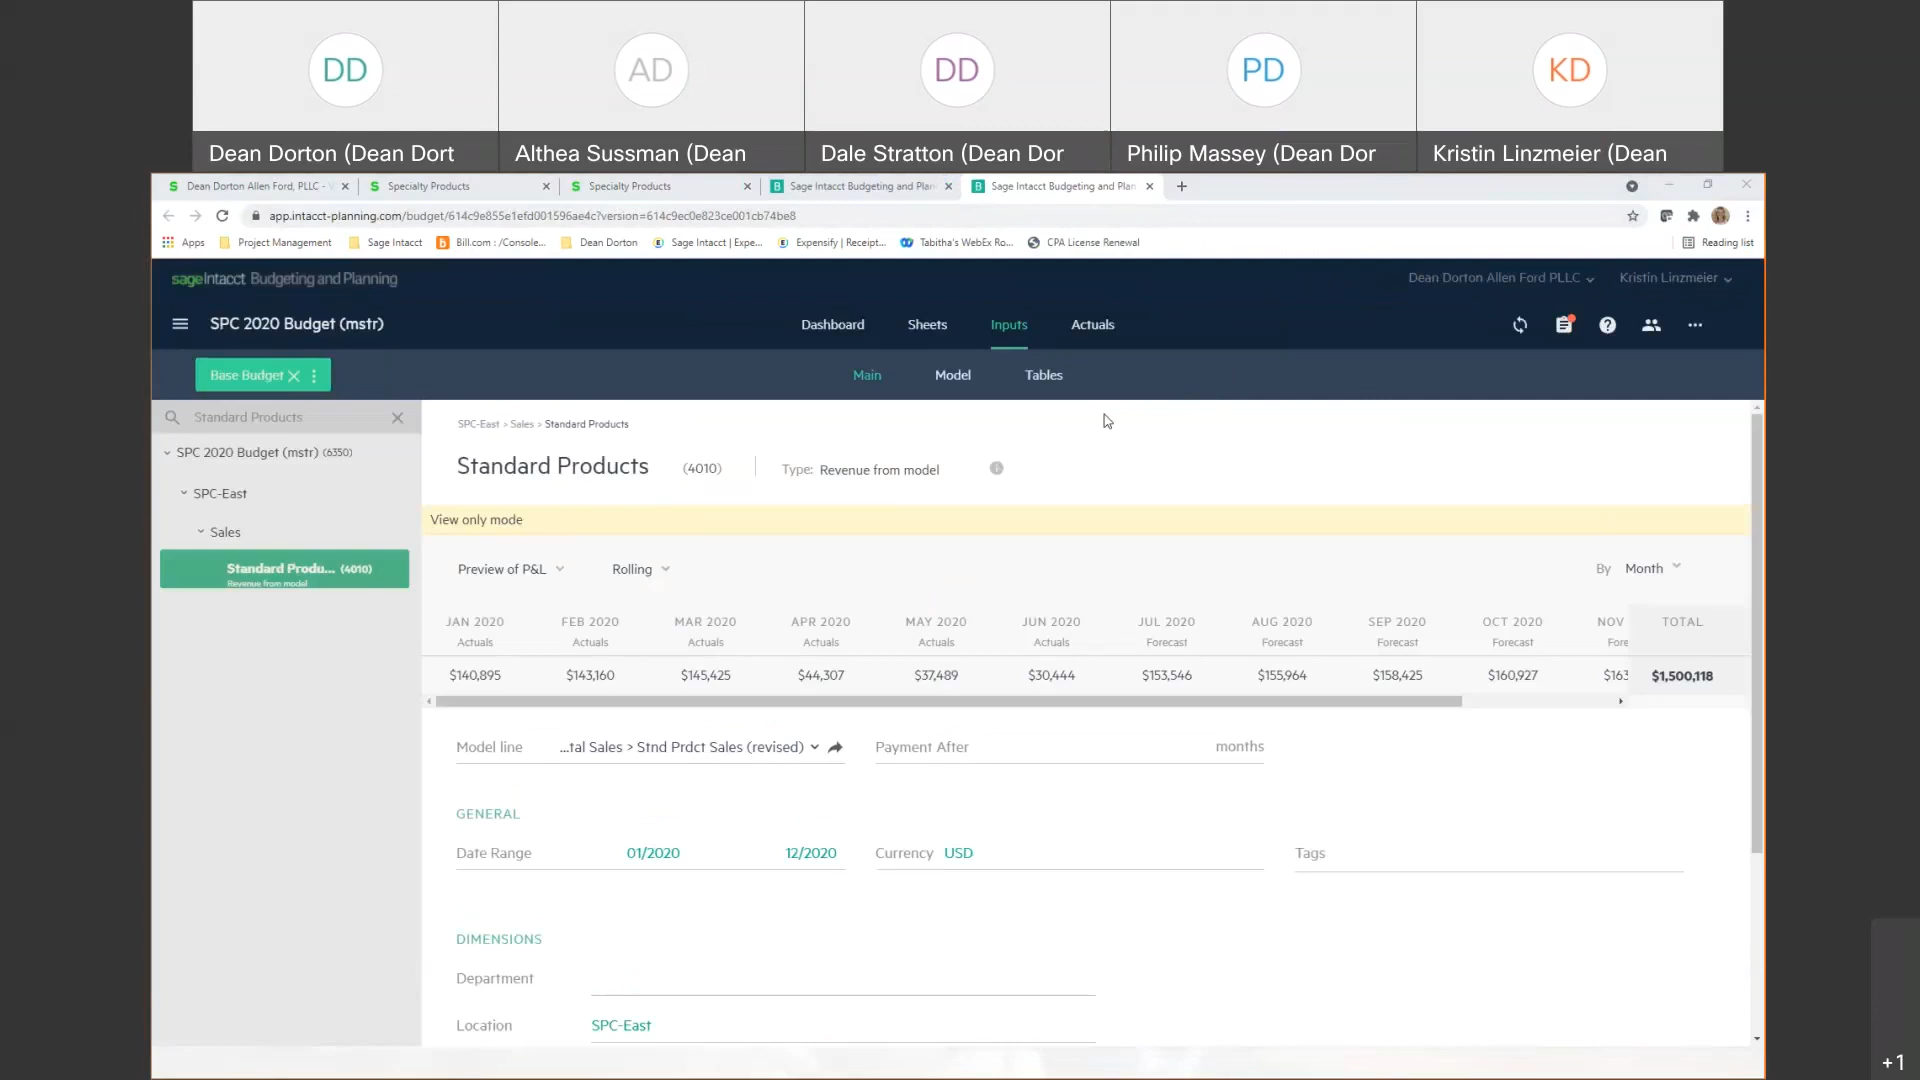 DD
AD
DD
PD
KD
Dean Dorton (Dean Dort
Althea Sussman (Dean
Dale Stratton (Dean Dor
Philip Massey (Dean Dor
Kristin Linzmeier (Dean
Dean Dorton Allen Ford, PLLC -
Specialty Products
Specialty Products
Sage Intacct Budgeting and Plan
Sage Intacct Budgeting and Plan
app.intacct-planning.com/budget/614c9e855e1efd001596ae4c?version=614c9ec0e823ce001cb74be8
Apps
Project Management
Sage Intacct
Bill.com : /Console...
Dean Dorton
Sage Intacct | Expe...
Expensify | Receipt...
Tabitha's WebEx Ro...
CPA License Renewal
Reading list
sage Intacct Budgeting and Planning
Dean Dorton Allen Ford PLLC
Kristin Linzmeier
SPC 2020 Budget (mstr)
Dashboard
Sheets
Inputs
Actuals
Base Budget
Main
Model
Tables
Standard Products
SPC 2020 Budget (mstr) (6350)
SPC-East
Sales
Standard Produ... (4010)
Revenue from model
SPC-East > Sales > Standard Products
Standard Products (4010) Type: Revenue from model
View only mode
Preview of P&L Rolling By Month
JAN 2020 FEB 2020 MAR 2020 APR 2020 MAY 2020 JUN 2020 JUL 2020 AUG 2020 SEP 2020 OCT 2020 NOV TOTAL
Actuals Actuals Actuals Actuals Actuals Actuals Forecast Forecast Forecast Forecast Fore
$140,895 $143,160 $145,425 $44,307 $37,489 $30,444 $153,546 $155,964 $158,425 $160,927 $163 $1,500,118
Model line ...tal Sales > Stnd Prdct Sales (revised) Payment After months
GENERAL
Date Range 01/2020 12/2020 Currency USD Tags
DIMENSIONS
Department
Location SPC-East
+1